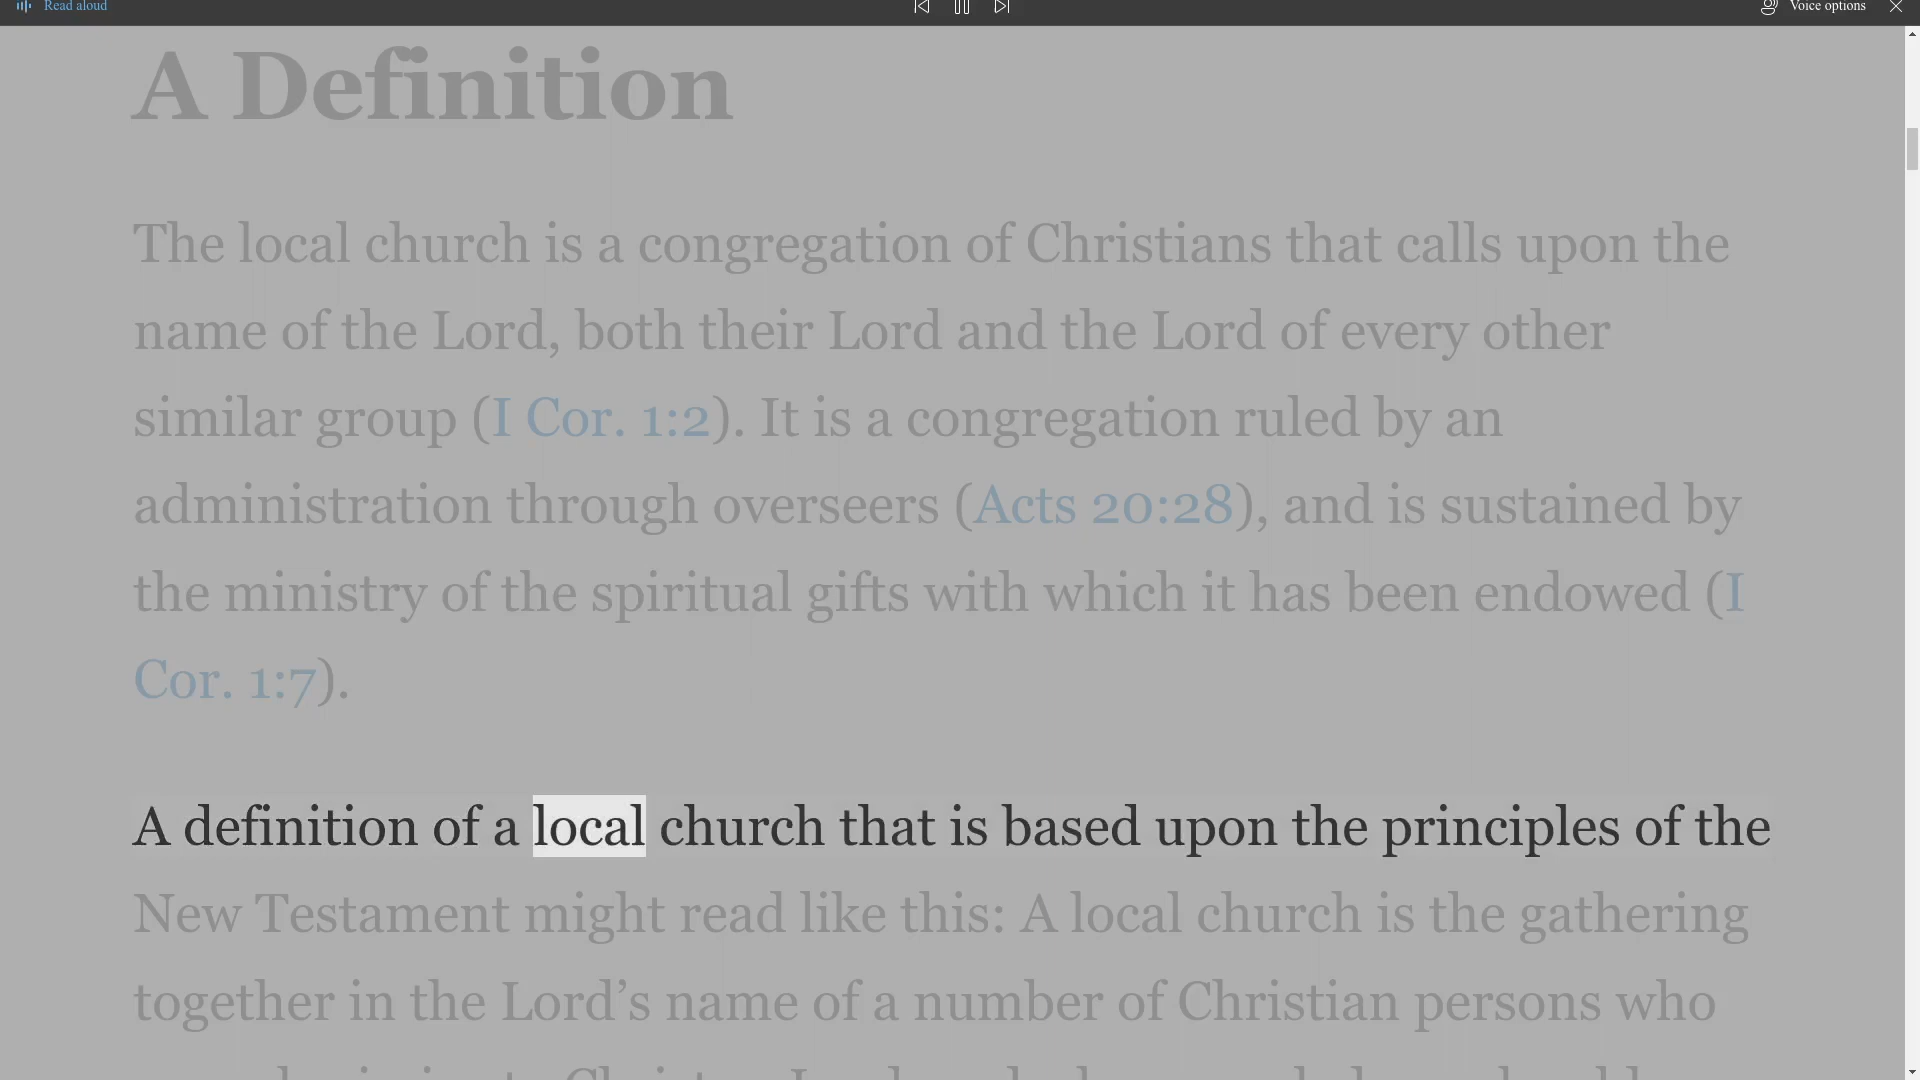 Read aloud
Voice options
A Definition
The local church is a congregation of Christians that calls upon the
name of the Lord, both their Lord and the Lord of every other
similar group (I Cor. 1:2). It is a congregation ruled by an
administration through overseers (Acts 20:28), and is sustained by
the ministry of the spiritual gifts with which it has been endowed (I
Cor. 1:7).
A definition of a local church that is based upon the principles of the
New Testament might read like this: A local church is the gathering
together in the Lord’s name of a number of Christian persons who